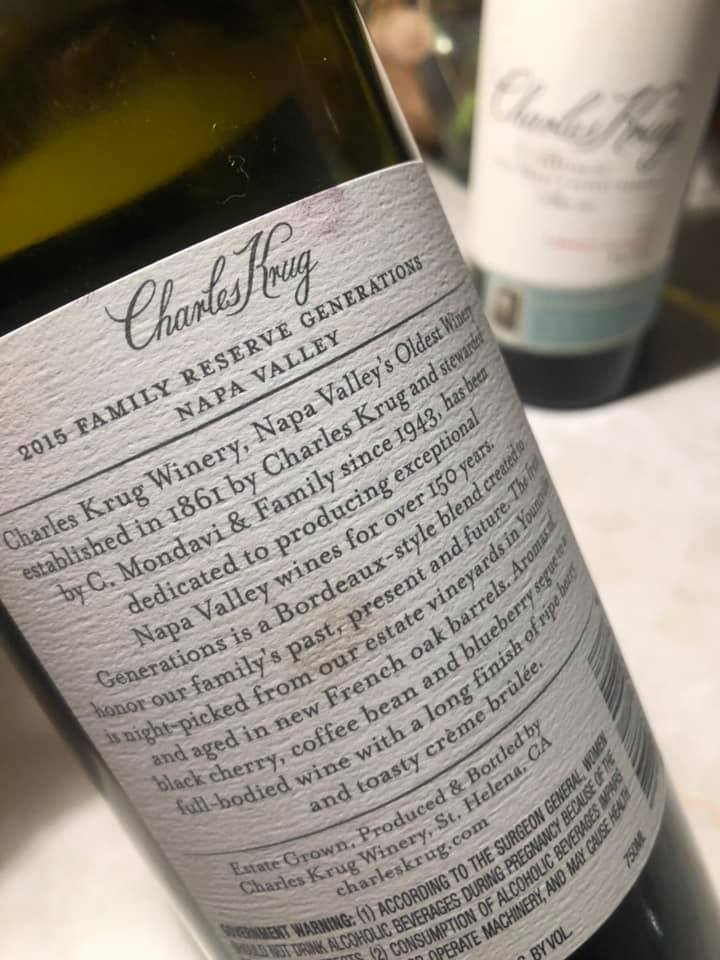 Charles Krug
2015 FAMILY RESERVE GENERATIONS
NAPA VALLEY
Charles Krug Winery, Napa Valley's Oldest Winery
established in 1861 by Charles Krug and stewarded
by C. Mondavi & Family since 1943, has been
dedicated to producing exceptional
Napa Valley wines for over 150 years.
Generations is a Bordeaux-style blend created to
honor our family's past, present and future. The fruit
is night-picked from our estate vineyards in
and aged in new French oak barrels. Aromas of
black cherry, coffee bean and blueberry segue
full-bodied wine with a long finish of ripe berry
and toasty crème brûlée.
Estate Grown, Produced & Bottled by
Charles Krug Winery, St. Helena, CA
charleskrug.com
GOVERNMENT WARNING: (1) ACCORDING TO THE SURGEON GENERAL, WOMEN
SHOULD NOT DRINK ALCOHOLIC BEVERAGES DURING PREGNANCY BECAUSE OF THE
(2) CONSUMPTION OF ALCOHOLIC BEVERAGES IMPAIRS
OPERATE MACHINERY, AND MAY CAUSE HEALTH
750ML
BY VOL.
Charles Krug